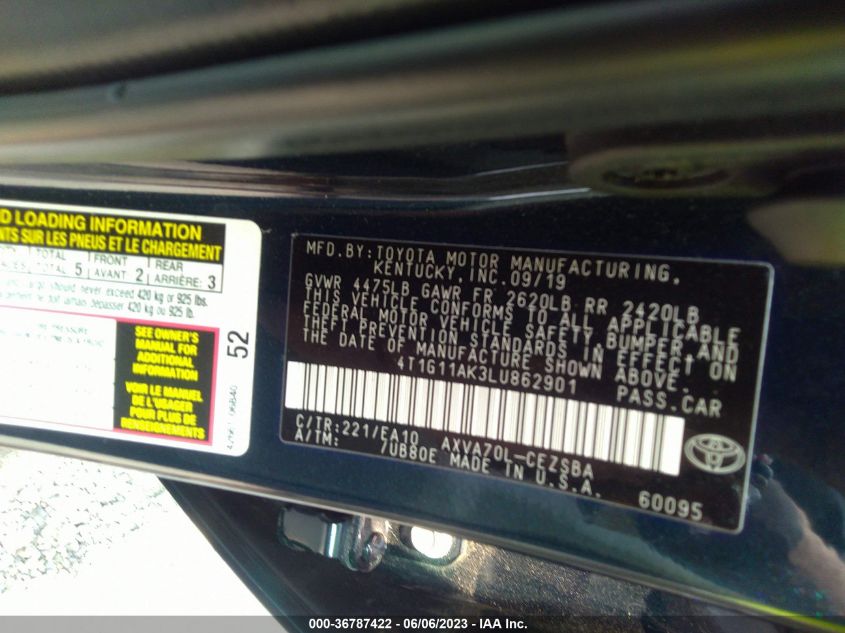 D LOADING INFORMATION
NTS SUR LES PNEUS ET LE CHARGEMENT
TOTAL FRONT REAR
TOTAL 5 AVANT 2 ARRIÈRE 3
should never exceed 420 kg or 925 lbs.
doit jamais dépasser 420 kg ou 925 lb.
SEE OWNER'S
MANUAL FOR
ADDITIONAL
INFORMATION
VOIR LE MANUEL
DE L'USAGER
POUR PLUS DE
RENSEIGNEMENTS
52
MFD.BY:TOYOTA MOTOR MANUFACTURING,
KENTUCKY,INC.09/19
GVWR 4475LB GAWR FR 2620LB RR 2420LB
THIS VEHICLE CONFORMS TO ALL APPLICABLE
FEDERAL MOTOR VEHICLE SAFETY,BUMPER,AND
THEFT PREVENTION STANDARDS IN EFFECT ON
THE DATE OF MANUFACTURE SHOWN ABOVE.
4T1G11AK3LU862901 PASS.CAR
C/TR:221/EA10 AXVA70L-CEZSBA
A/TM: 7UB80E MADE IN U.S.A.
60095
000-36787422 - 06/06/2023 - IAA Inc.